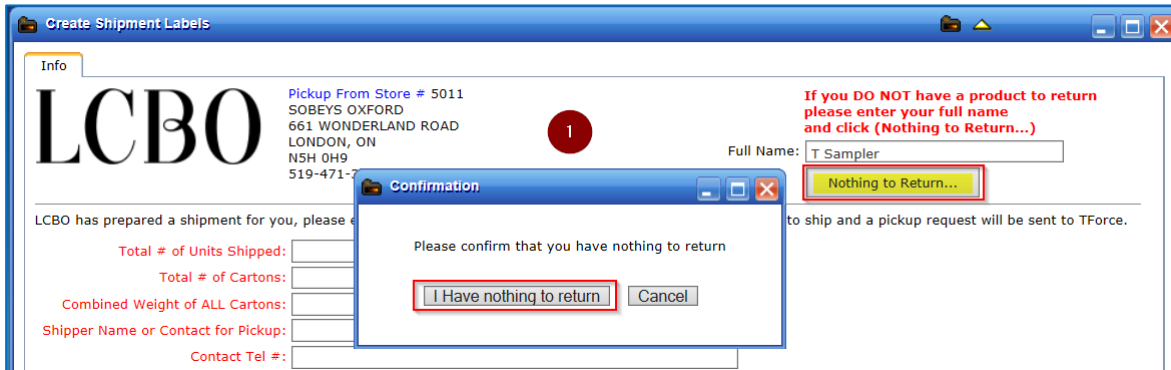 Create Shipment Labels
Info
LCBO
Pickup From Store # 5011
SOBEYS OXFORD
661 WONDERLAND ROAD
LONDON, ON
N5H 0H9
519-471-
1
If you DO NOT have a product to return
please enter your full name
and click (Nothing to Return...)
Full Name: T Sampler
Nothing to Return...
LCBO has prepared a shipment for you, please to ship and a pickup request will be sent to TForce.
Total # of Units Shipped:
Total # of Cartons:
Combined Weight of ALL Cartons:
Shipper Name or Contact for Pickup:
Contact Tel #:
Confirmation
Please confirm that you have nothing to return
I Have nothing to return Cancel